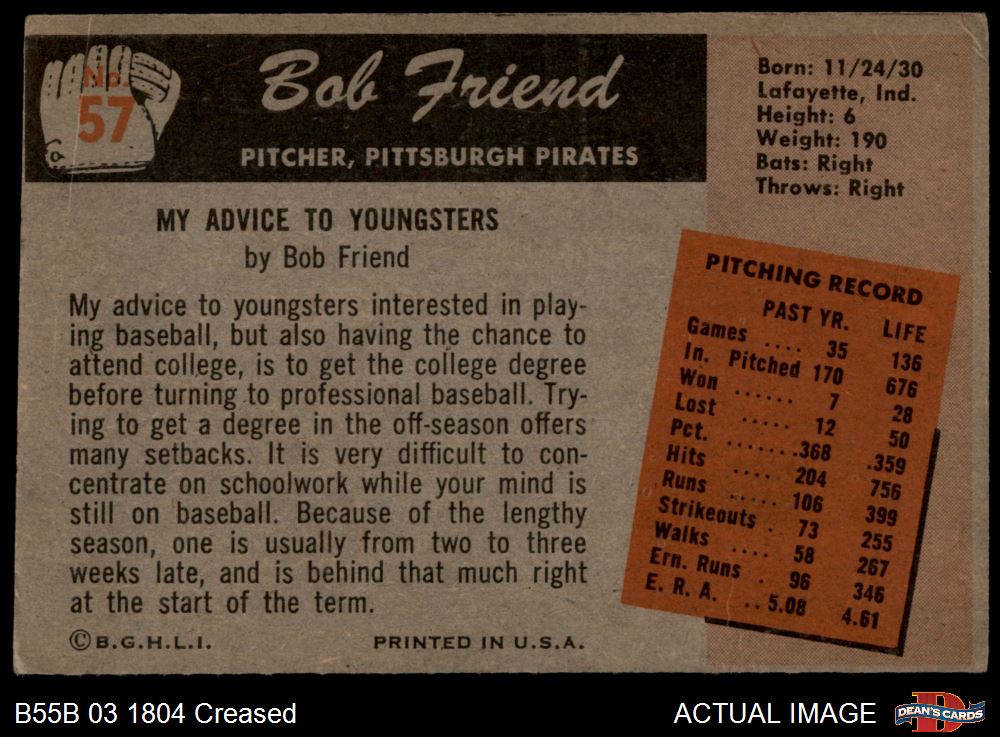 No.
57
Bob Friend
PITCHER, PITTSBURGH PIRATES
Born: 11/24/30
Lafayette, Ind.
Height: 6
Weight: 190
Bats: Right
Throws: Right
MY ADVICE TO YOUNGSTERS
by Bob Friend
My advice to youngsters interested in play-
ing baseball, but also having the chance to
attend college, is to get the college degree
before turning to professional baseball. Try-
ing to get a degree in the off-season offers
many setbacks. It is very difficult to con-
centrate on schoolwork while your mind is
still on baseball. Because of the lengthy
season, one is usually from two to three
weeks late, and is behind that much right
at the start of the term.
©B.G.H.L.I. PRINTED IN U.S.A.
PITCHING RECORD
PAST YR. LIFE
Games .... 35 136
In. Pitched 170 676
Won ...... 7 28
Lost ..... 12 50
Pct. ....... .368 .359
Hits ..... 204 756
Runs ..... 106 399
Strikeouts . 73 255
Walks .... 58 267
Ern. Runs . 96 346
E. R. A. .. 5.08 4.61
B55B 03 1804 Creased
ACTUAL IMAGE
D
DEAN'S CARDS